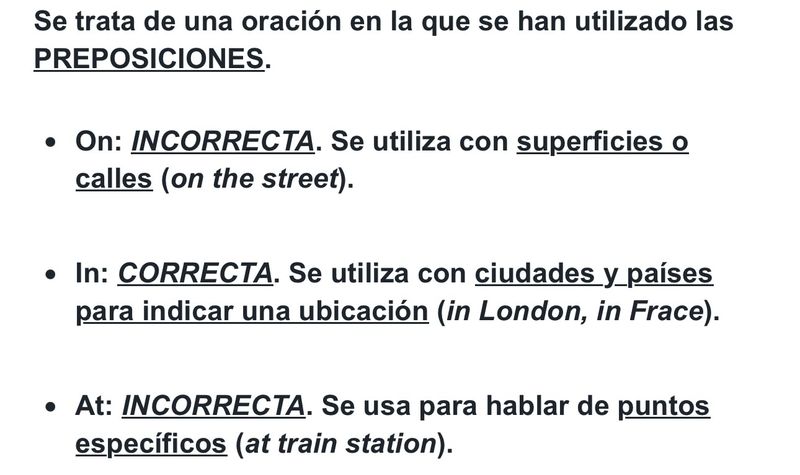 Se trata de una oración en la que se han utilizado las
PREPOSICIONES.
• On: INCORRECTA. Se utiliza con superficies o
calles (on the street).
• In: CORRECTA. Se utiliza con ciudades y países
para indicar una ubicación (in London, in Frace).
• At: INCORRECTA. Se usa para hablar de puntos
específicos (at train station).